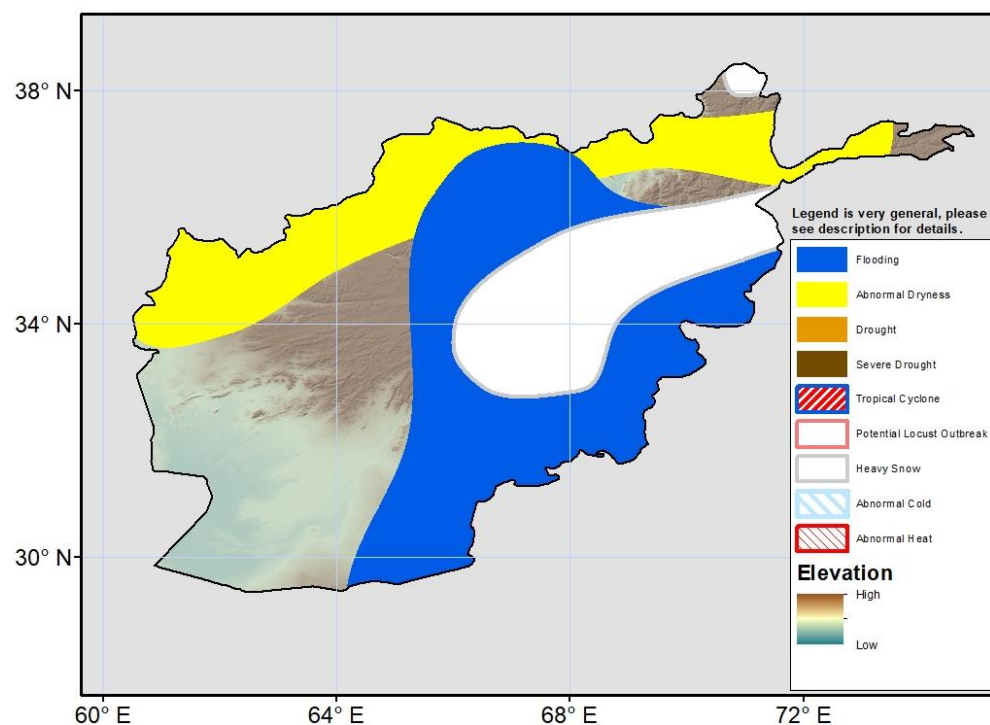 38° N
34° N
30° N
60° E
64° E
68° E
72° E
Legend is very general, please
see description for details.
Flooding
Abnormal Dryness
Drought
Severe Drought
Tropical Cyclone
Potential Locust Outbreak
Heavy Snow
Abnormal Cold
Abnormal Heat
Elevation
High
Low